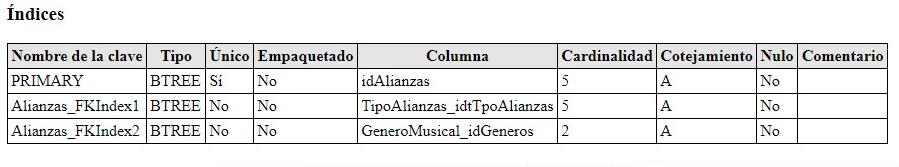 Índices
Nombre de la clave Tipo Único Empaquetado Columna Cardinalidad Cotejamiento Nulo Comentario
PRIMARY BTREE Sí No idAlianzas 5 A No
Alianzas_FKIndex1 BTREE No No TipoAlianzas_idtTpoAlianzas 5 A No
Alianzas_FKIndex2 BTREE No No GeneroMusical_idGeneros 2 A No